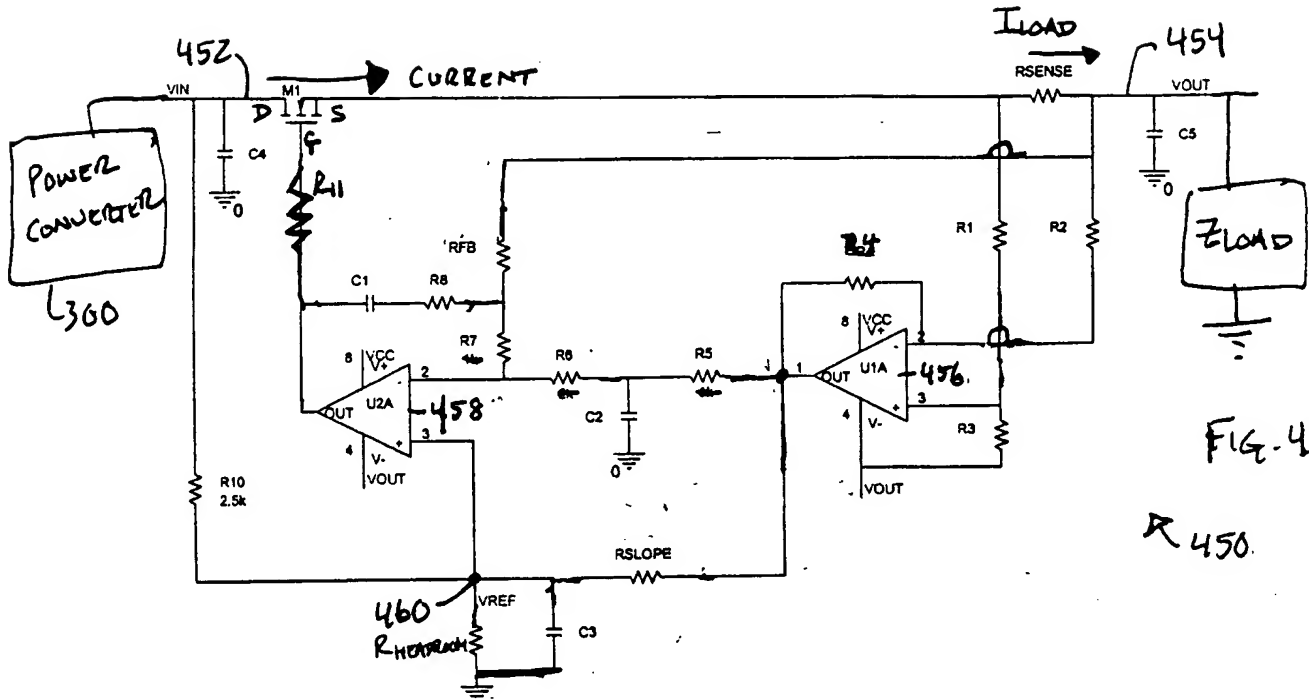 ILOAD
452
454
CURRENT
RSENSE
VIN
M1
VOUT
D
S
G
C4
C5
0
0
POWER
CONVERTER
300
R11
RFB
R1
R2
ZLOAD
R4
C1
R8
8
VCC
V+
R7
R6
R5
1
OUT
U1A
2
-
456
3
+
4
V-
R3
VOUT
8
VCC
V+
2
-
OUT
U2A
458
3
+
4
V-
VOUT
C2
0
FIG. 4
R10
2.5k
450
RSLOPE
460
VREF
RHEADROOM
C3